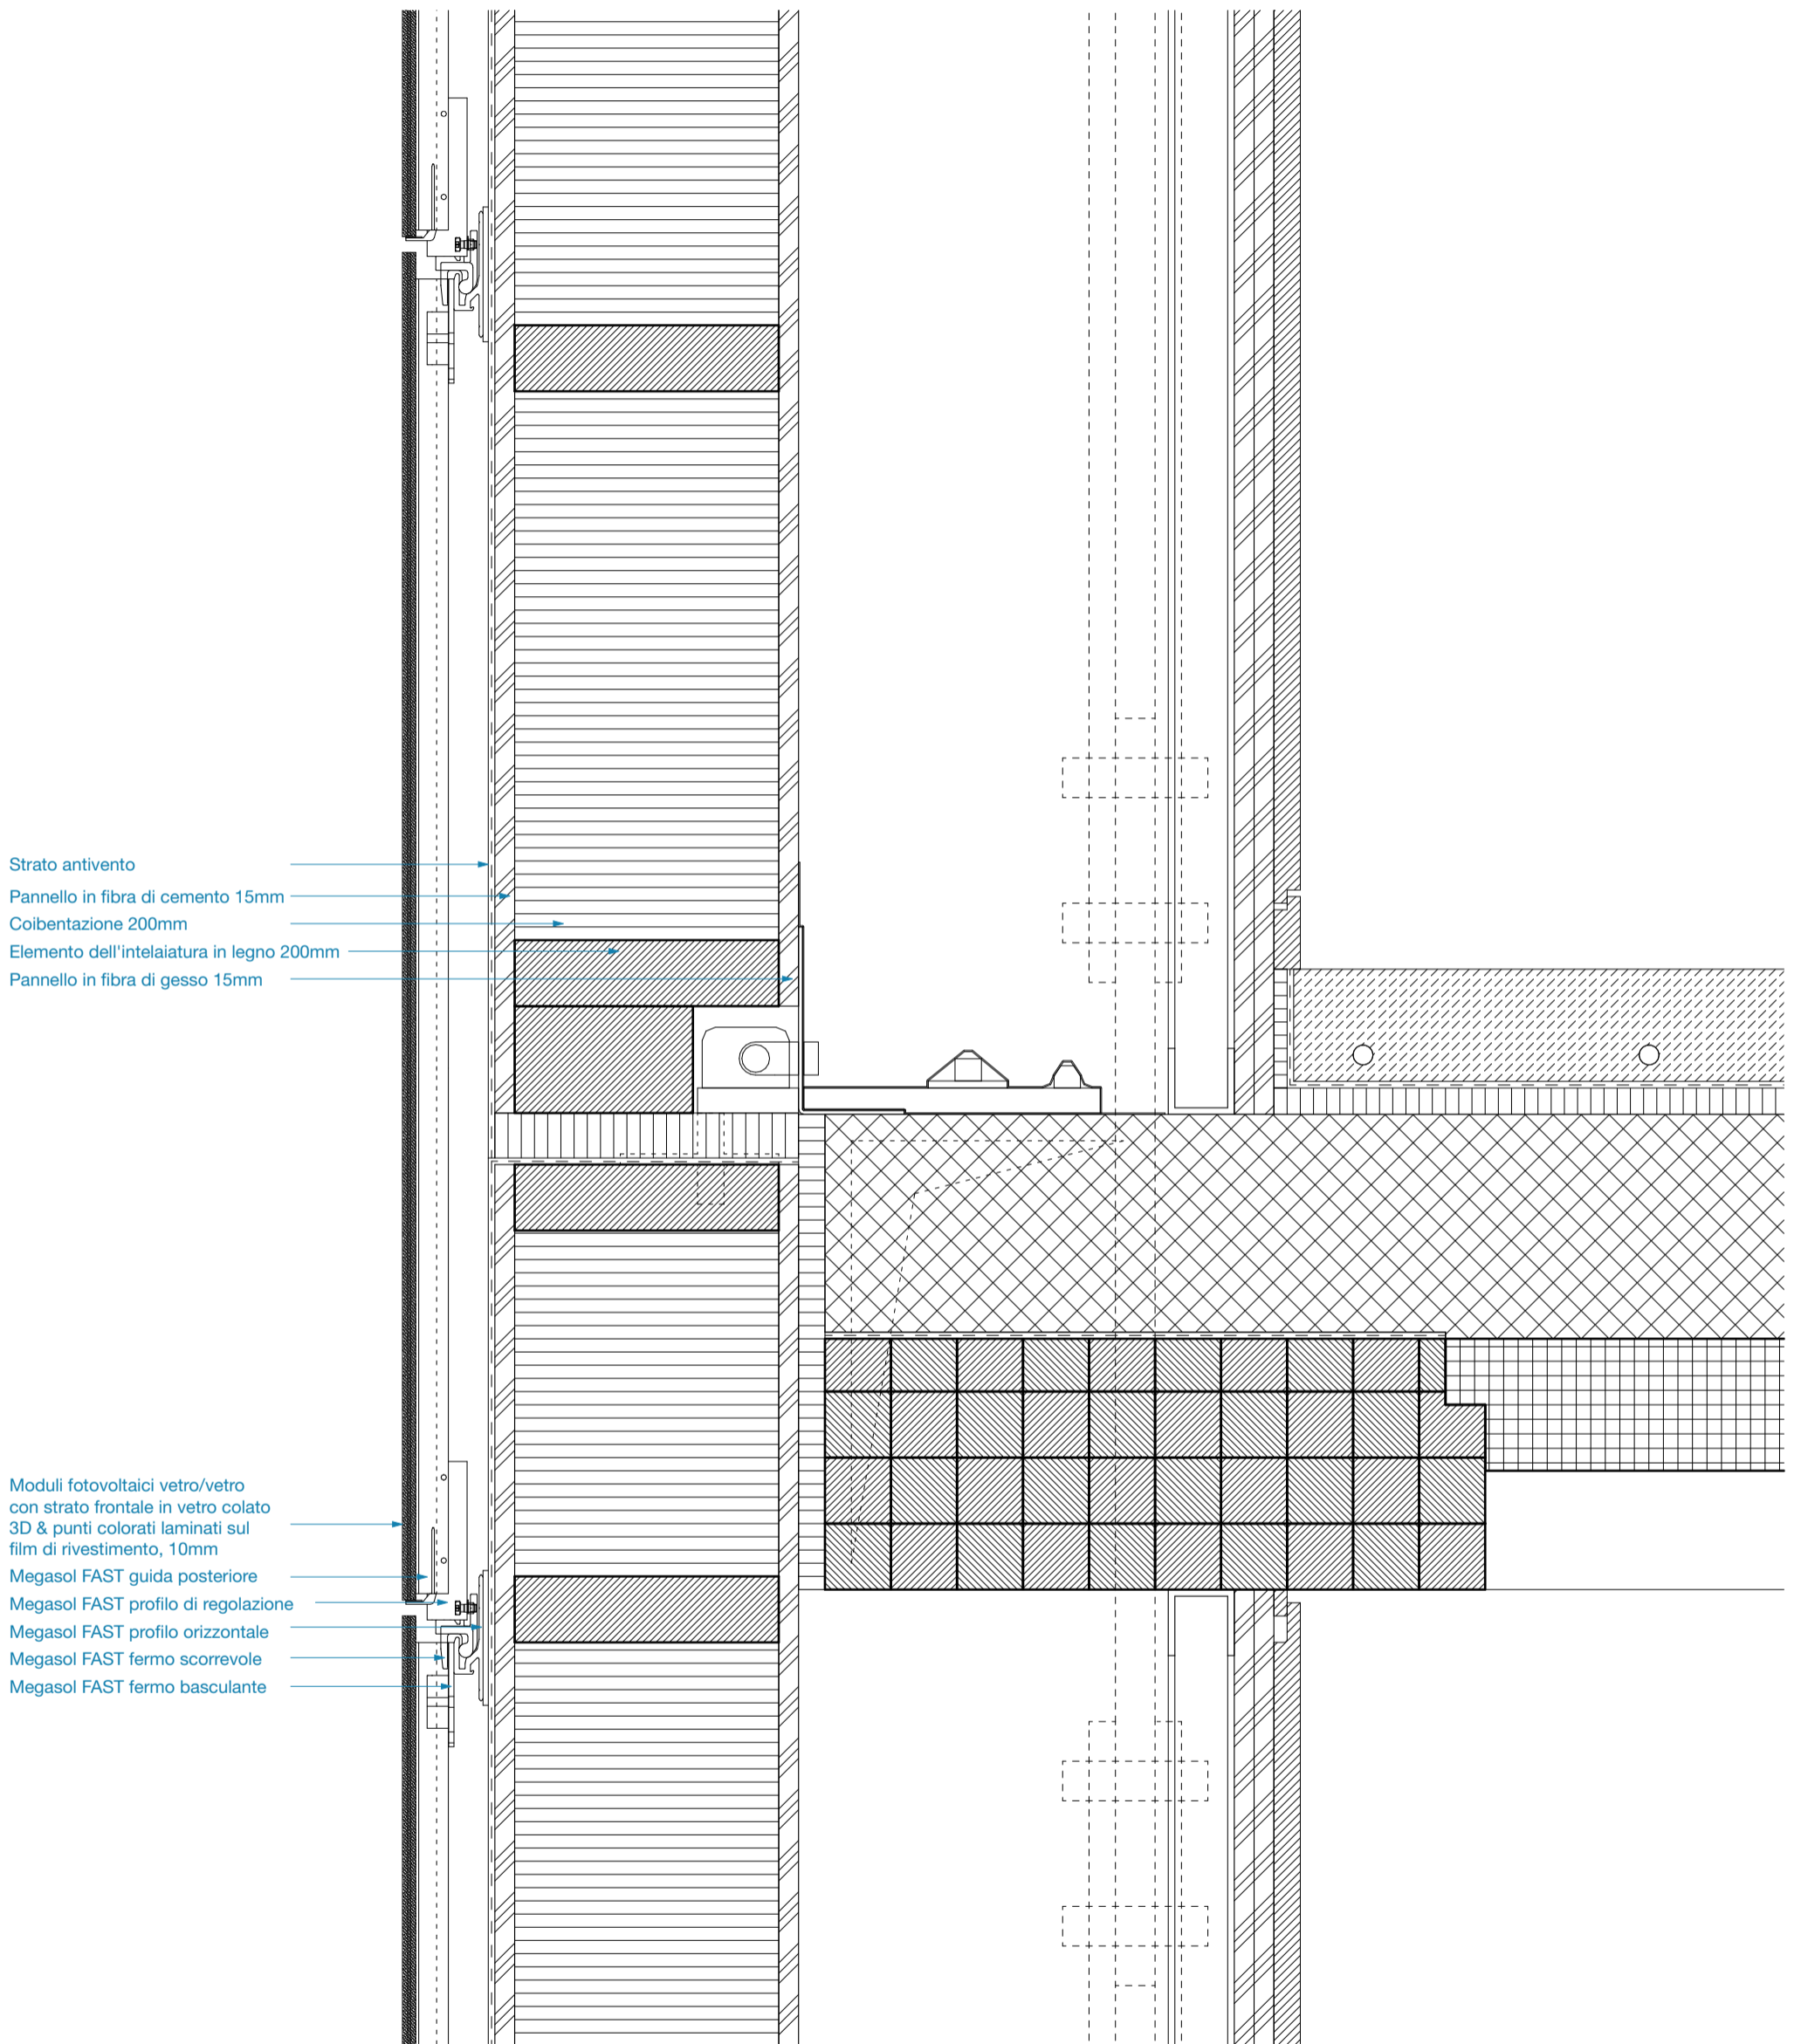 Strato antivento
Pannello in fibra di cemento 15mm
Coibentazione 200mm
Elemento dell'intelaiatura in legno 200mm
Pannello in fibra di gesso 15mm
Moduli fotovoltaici vetro/vetro
con strato frontale in vetro colato
3D & punti colorati laminati sul
film di rivestimento, 10mm
Megasol FAST guida posteriore
Megasol FAST profilo di regolazione
Megasol FAST profilo orizzontale
Megasol FAST fermo scorrevole
Megasol FAST fermo basculante